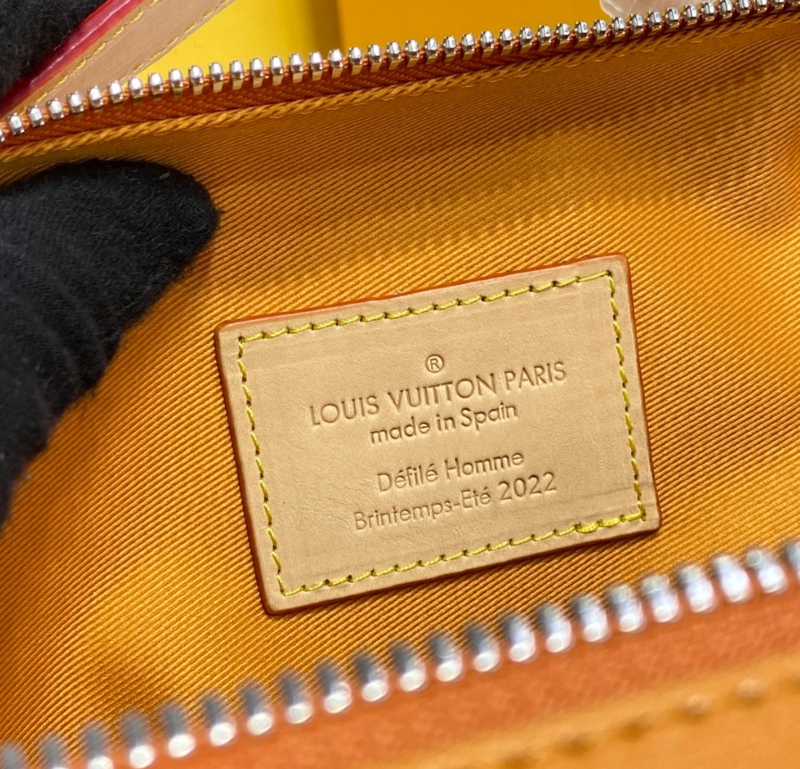 ®
LOUIS VUITTON PARIS
made in Spain
Défilé Homme
Brintemps-Eté 2022